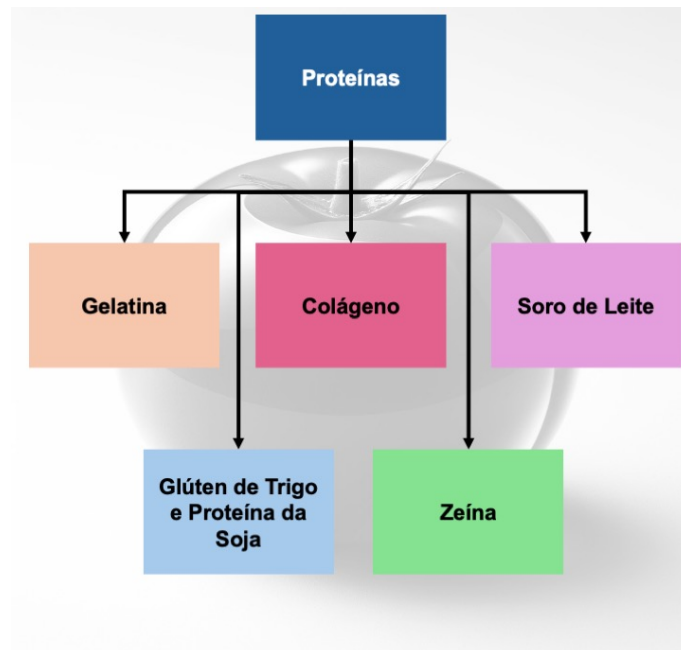 Proteínas
Gelatina
Colágeno
Soro de Leite
Glúten de Trigo
e Proteína da
Soja
Zeína